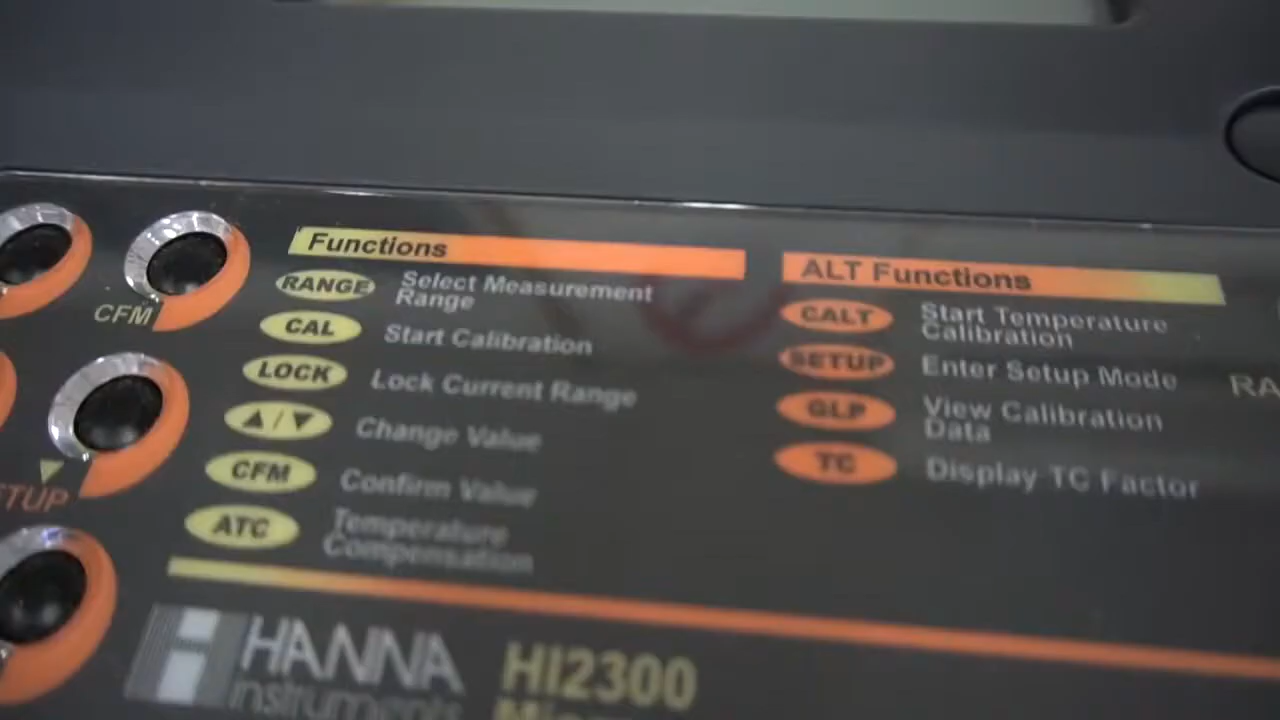 Functions
RANGE Select Measurement
Range
CAL Start Calibration
LOCK Lock Current Range
▲/▼ Change Value
CFM Confirm Value
ATC Temperature
Compensation
ALT Functions
CALT Start Temperature
Calibration
SETUP Enter Setup Mode
GLP View Calibration
Data
TC Display TC Factor
CFM
HANNA
instruments
HI2300